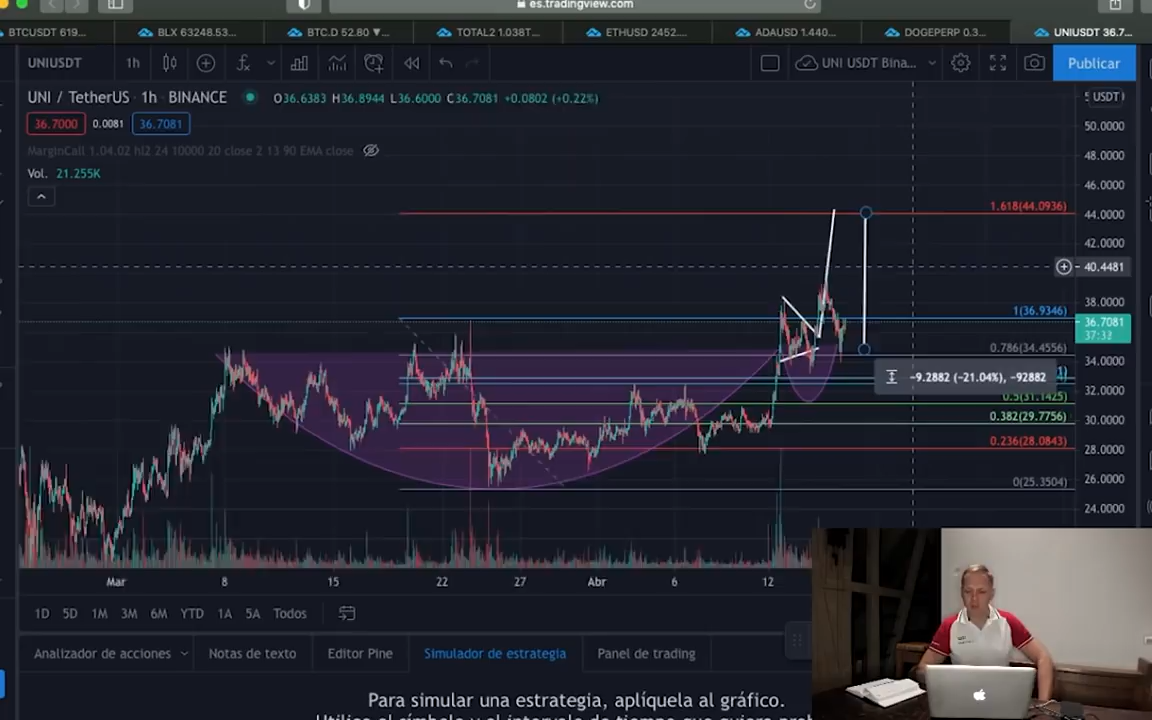 es.tradingview.com
BTCUSDT 619...
BLX 63248.53...
BTC.D 52.80 ▼...
TOTAL2 1.038T...
ETHUSD 2452....
ADAUSD 1.440...
DOGEPERP 0.3...
UNIUSDT 36.7...
UNIUSDT 1h
UNI USDT Bina...
Publicar
UNI / TetherUS · 1h · BINANCE O36.6383 H36.8944 L36.6000 C36.7081 +0.0802 (+0.22%)
USDT
36.7000 0.0081 36.7081
50.0000
MarginCall 1.04.02 hl2 24 10000 20 close 2 13 90 EMA close
48.0000
Vol. 21.255K
46.0000
1.618(44.0936)
44.0000
42.0000
40.4481
38.0000
1(36.9346)
36.7081
37:33
0.786(34.4556)
34.0000
−9.2882 (−21.04%), −92882
32.0000
0.5(31.1425)
0.382(29.7756)
30.0000
0.236(28.0843)
28.0000
26.0000
0(25.3504)
24.0000
Mar 8 15 22 27 Abr 6 12
1D 5D 1M 3M 6M YTD 1A 5A Todos
Analizador de acciones Notas de texto Editor Pine Simulador de estrategia Panel de trading
Para simular una estrategia, aplíquela al gráfico.